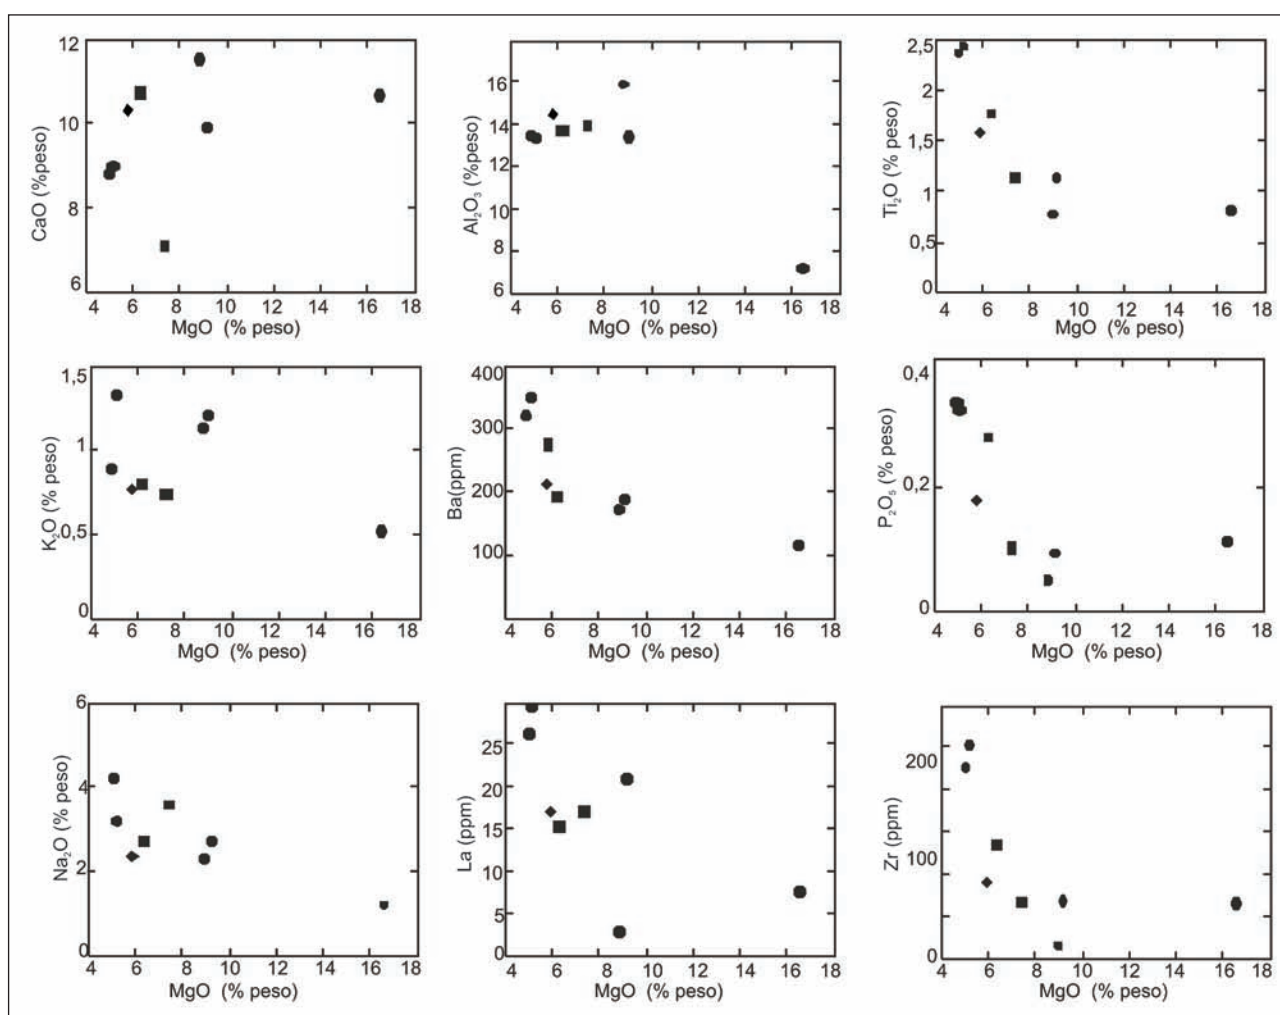 12
10
8
6
CaO (%peso)
4 6 8 10 12 14 16 18
MgO (% peso)
16
14
12
10
8
6
Al2O3 (%peso)
4 6 8 10 12 14 16 18
MgO (% peso)
2,5
2
1,5
1
0,5
0
Ti2O (% peso)
4 6 8 10 12 14 16 18
MgO (% peso)
1,5
1
0,5
0
K2O (% peso)
4 6 8 10 12 14 16 18
MgO (% peso)
400
300
200
100
Ba(ppm)
4 6 8 10 12 14 16 18
MgO (% peso)
0,4
0,2
0
P2O5 (% peso)
4 6 8 10 12 14 16 18
MgO (% peso)
6
4
2
0
Na2O (% peso)
4 6 8 10 12 14 16 18
MgO (% peso)
25
20
15
10
5
0
La (ppm)
4 6 8 10 12 14 16 18
MgO (% peso)
200
100
0
Zr (ppm)
4 6 8 10 12 14 16 18
MgO (% peso)